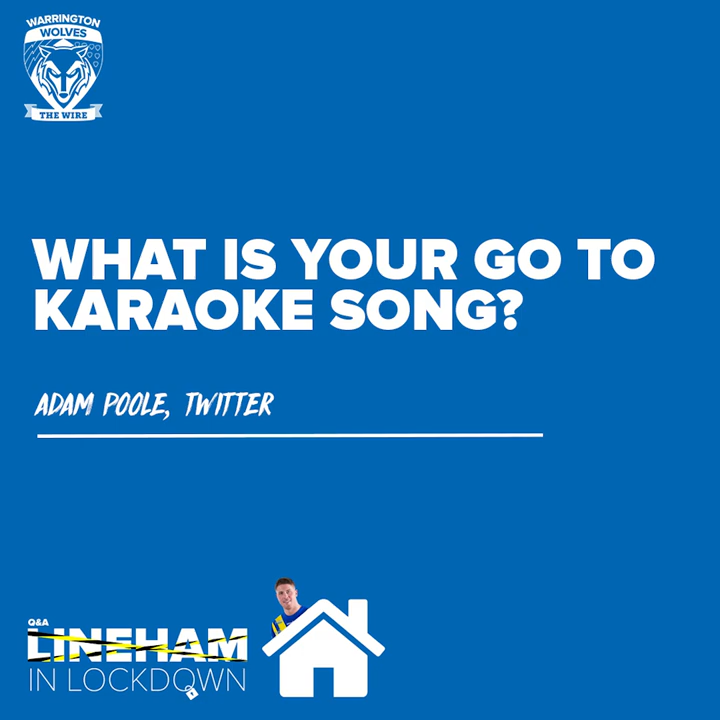 WARRINGTON
WOLVES
THE WIRE
WHAT IS YOUR GO TO
KARAOKE SONG?
ADAM POOLE, TWITTER
Q&A
LINEHAM
IN LOCKDOWN